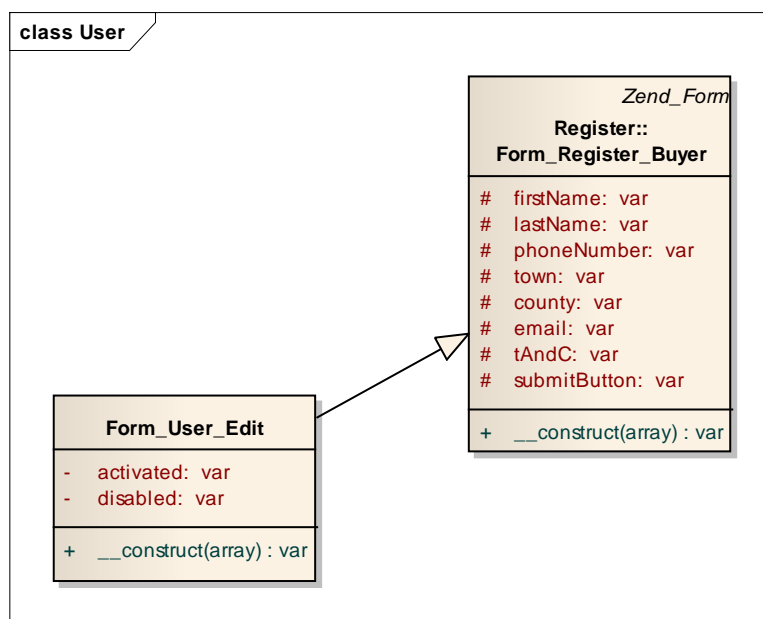 class User
Zend_Form
Register::
Form_Register_Buyer
# firstName: var
# lastName: var
# phoneNumber: var
# town: var
# county: var
# email: var
# tAndC: var
# submitButton: var
+ __construct(array) : var
Form_User_Edit
- activated: var
- disabled: var
+ __construct(array) : var